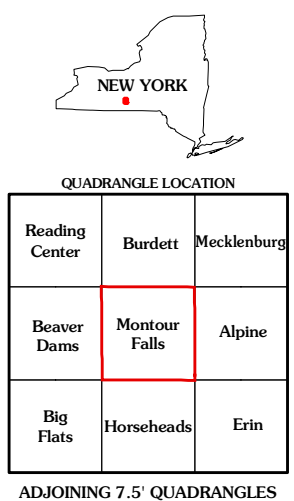 NEW YORK
QUADRANGLE LOCATION
Reading
Center
Burdett
Mecklenburg
Beaver
Dams
Montour
Falls
Alpine
Big
Flats
Horseheads
Erin
ADJOINING 7.5' QUADRANGLES